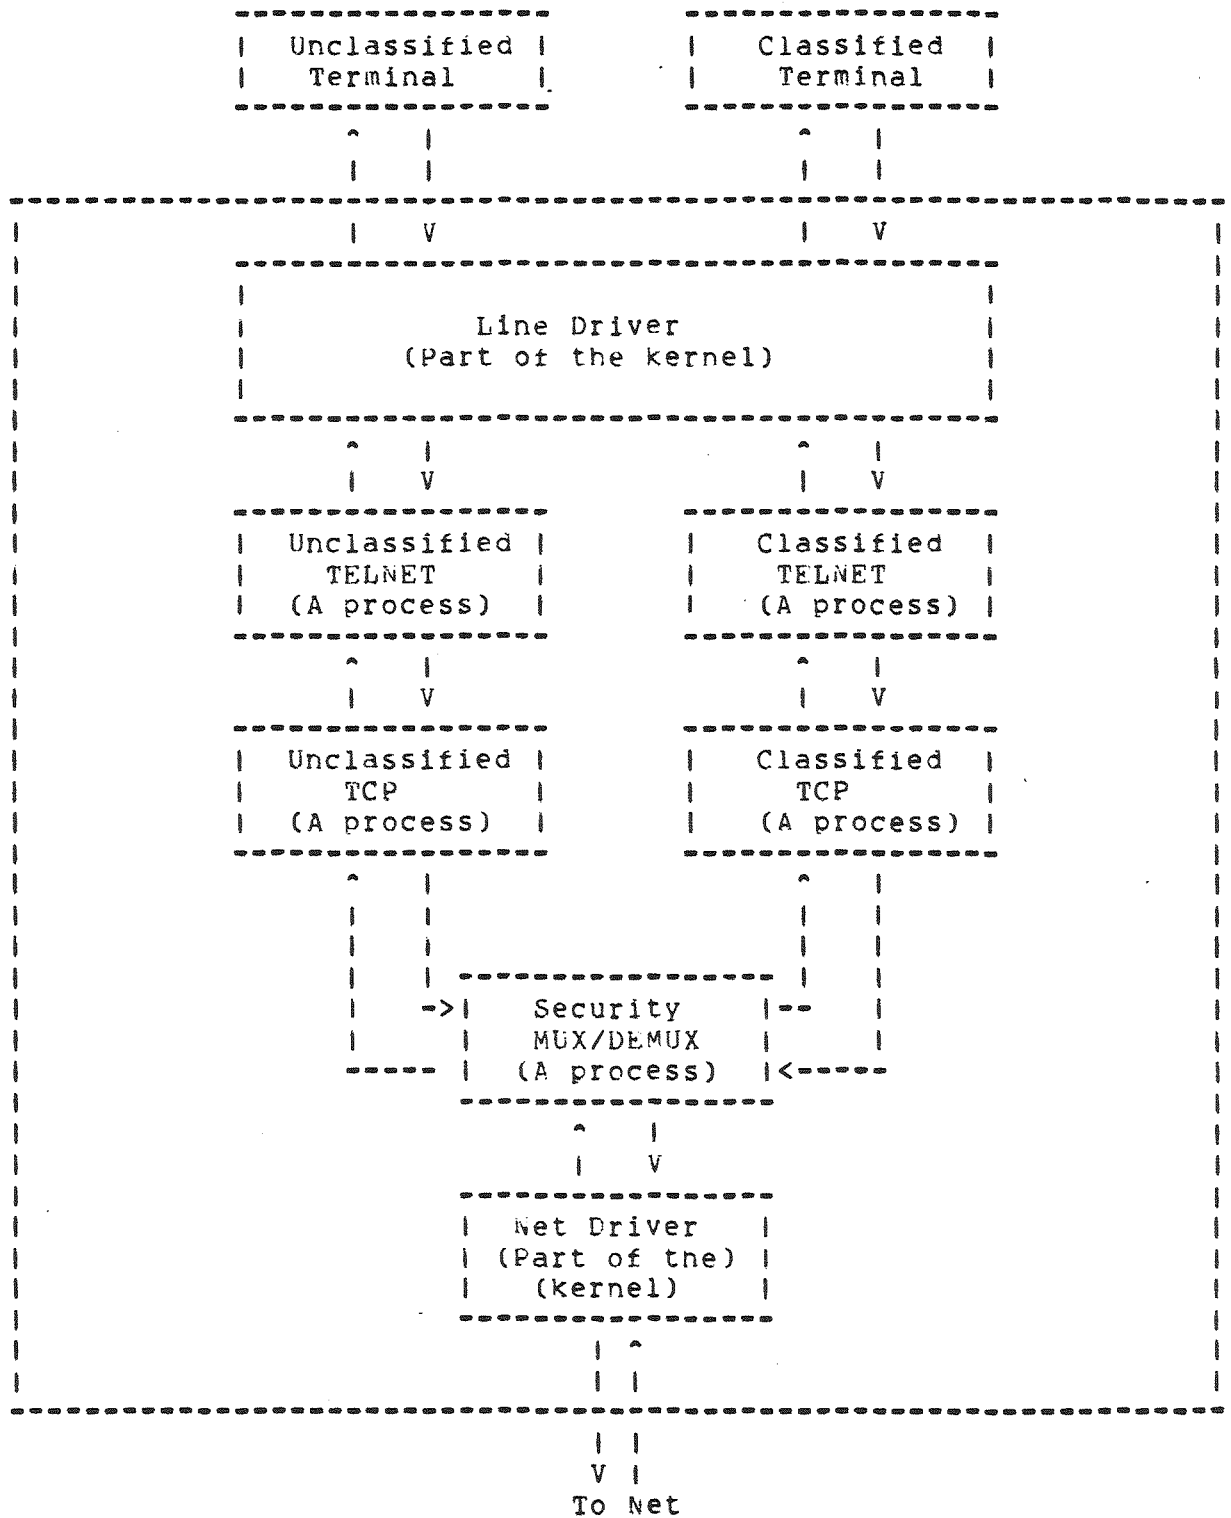 Unclassified
Terminal
Classified
Terminal
Line Driver
(Part of the kernel)
Unclassified
TELNET
(A process)
Classified
TELNET
(A process)
Unclassified
TCP
(A process)
Classified
TCP
(A process)
Security
MUX/DEMUX
(A process)
Net Driver
(Part of the)
(kernel)
To Net